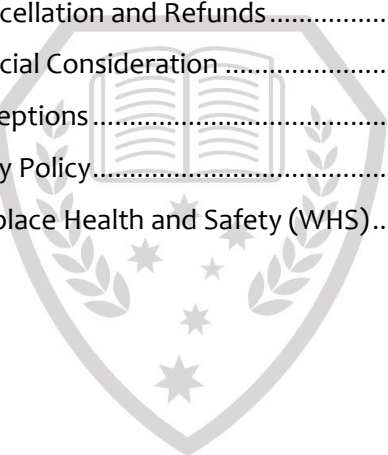 cellation and Refunds................
cial Consideration ......................
eptions........................................
y Policy........................................
place Health and Safety (WHS)..